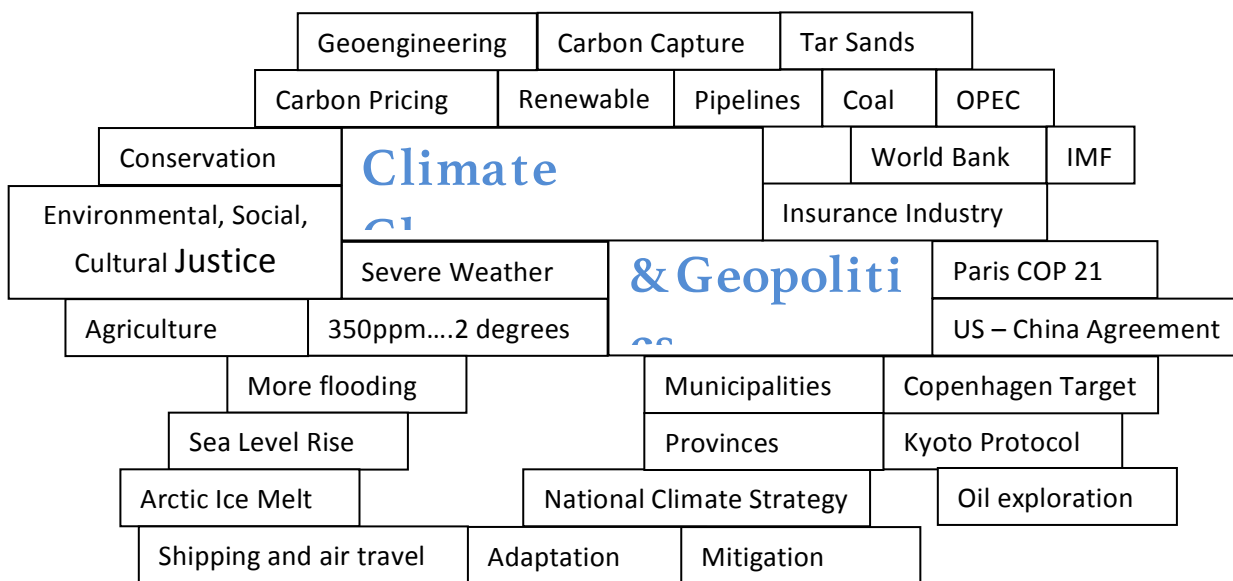 Geoengineering
Carbon Capture
Tar Sands
Carbon Pricing
Renewable
Pipelines
Coal
OPEC
Conservation
Climate
World Bank
IMF
Environmental, Social,
Cultural Justice
Insurance Industry
Severe Weather
& Geopoliti
Paris COP 21
Agriculture
350ppm....2 degrees
US – China Agreement
More flooding
Municipalities
Copenhagen Target
Sea Level Rise
Provinces
Kyoto Protocol
Arctic Ice Melt
National Climate Strategy
Oil exploration
Shipping and air travel
Adaptation
Mitigation